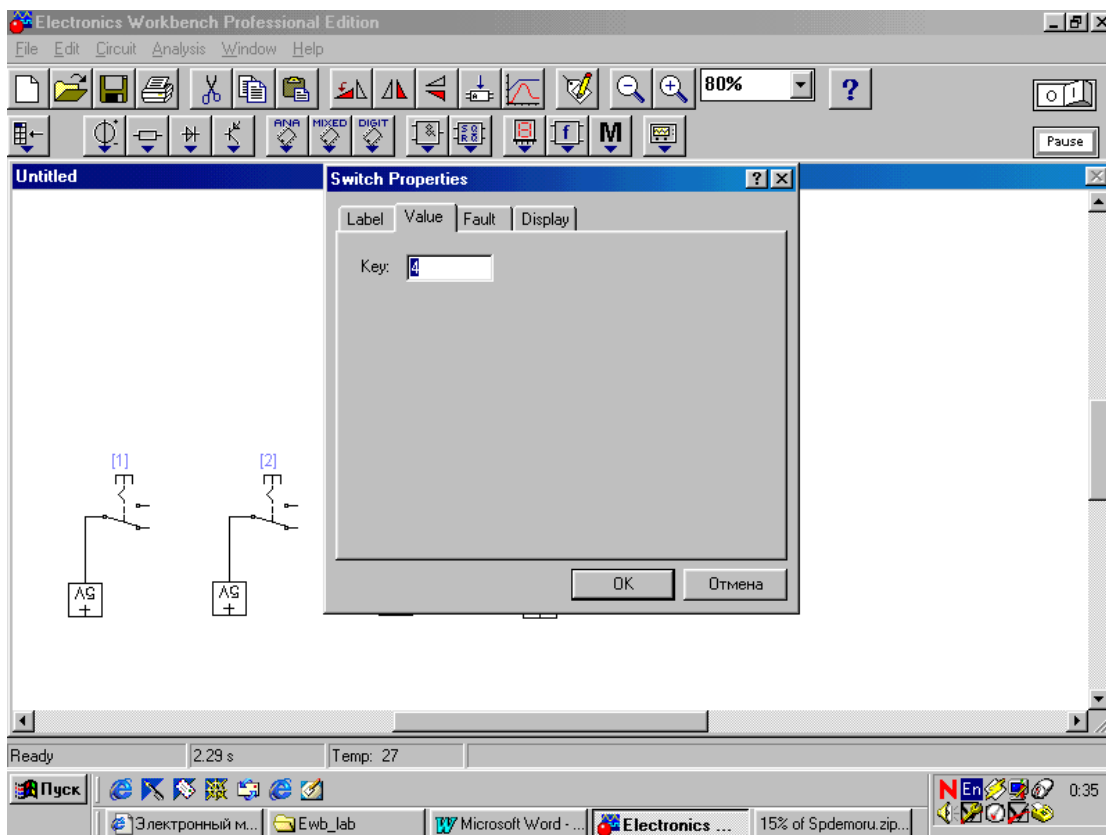 Electronics Workbench Professional Edition
File Edit Circuit Analysis Window Help
80% ?
ANA MIXED DIGIT & f M
Pause
Untitled
Switch Properties
Label Value Fault Display
Key: 4
[1] [2]
5V 5V
+ +
OK Отмена
Ready 2.29 s Temp: 27
Пуск N En 0:35
Электронный м... Ewb_lab Microsoft Word - ... Electronics ... 15% of Spdemoru.zip...